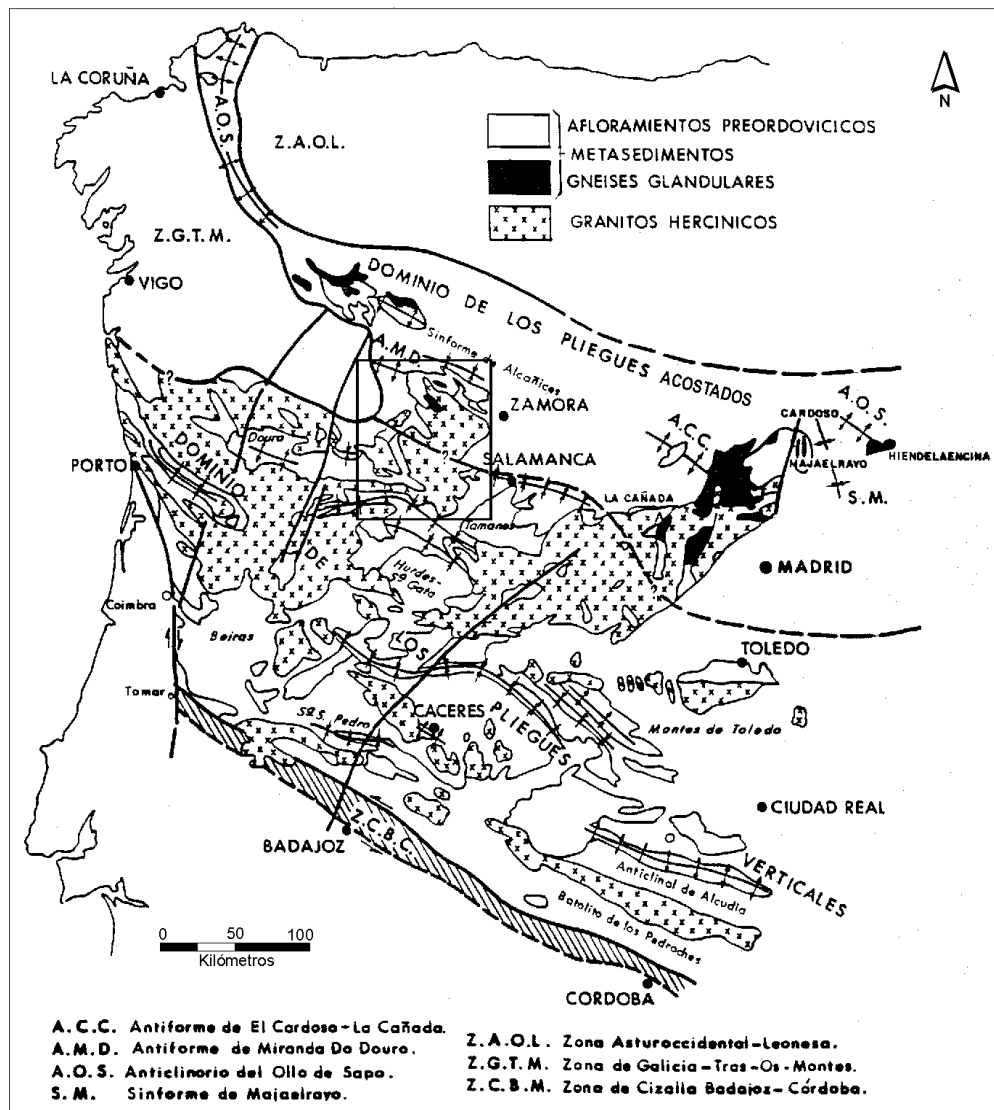 LA CORUÑA
N
A.O.S.
Z.A.O.L.
AFLORAMIENTOS PREORDOVICICOS
METASEDIMENTOS
GNEISES GLANDULARES
GRANITOS HERCINICOS
Z.G.T.M.
VIGO
DOMINIO DE LOS PLIEGUES ACOSTADOS
Sinforme de Alcañices
A.M.D.
ZAMORA
A.O.S.
CARDOSO
A.C.C.
MAJAELRAYO
HIENDELAENCINA
S.M.
?
Douro
?
PORTO
SALAMANCA
LA CAÑADA
DOMINIO DE LOS PLIEGUES VERTICALES
Tamames
MADRID
Hurdes-
Sª Gata
?
Coimbra
Beiras
TOLEDO
Tomar
Sª S. Pedro
CACERES
Montes de Toledo
CIUDAD REAL
Z.C.B.C.
BADAJOZ
Anticlinal de Alcudia
Batolito de los Pedroches
0 50 100
Kilómetros
CORDOBA
A.C.C. Antiforme de El Cardoso-La Cañada.
A.M.D. Antiforme de Miranda Do Douro.
A.O.S. Anticlinorio del Ollo de Sapo.
S.M. Sinforme de Majaelrayo.
Z.A.O.L. Zona Asturoccidental-Leonesa.
Z.G.T.M. Zona de Galicia-Tras-Os-Montes.
Z.C.B.M. Zona de Cizalla Badajoz-Córdoba.